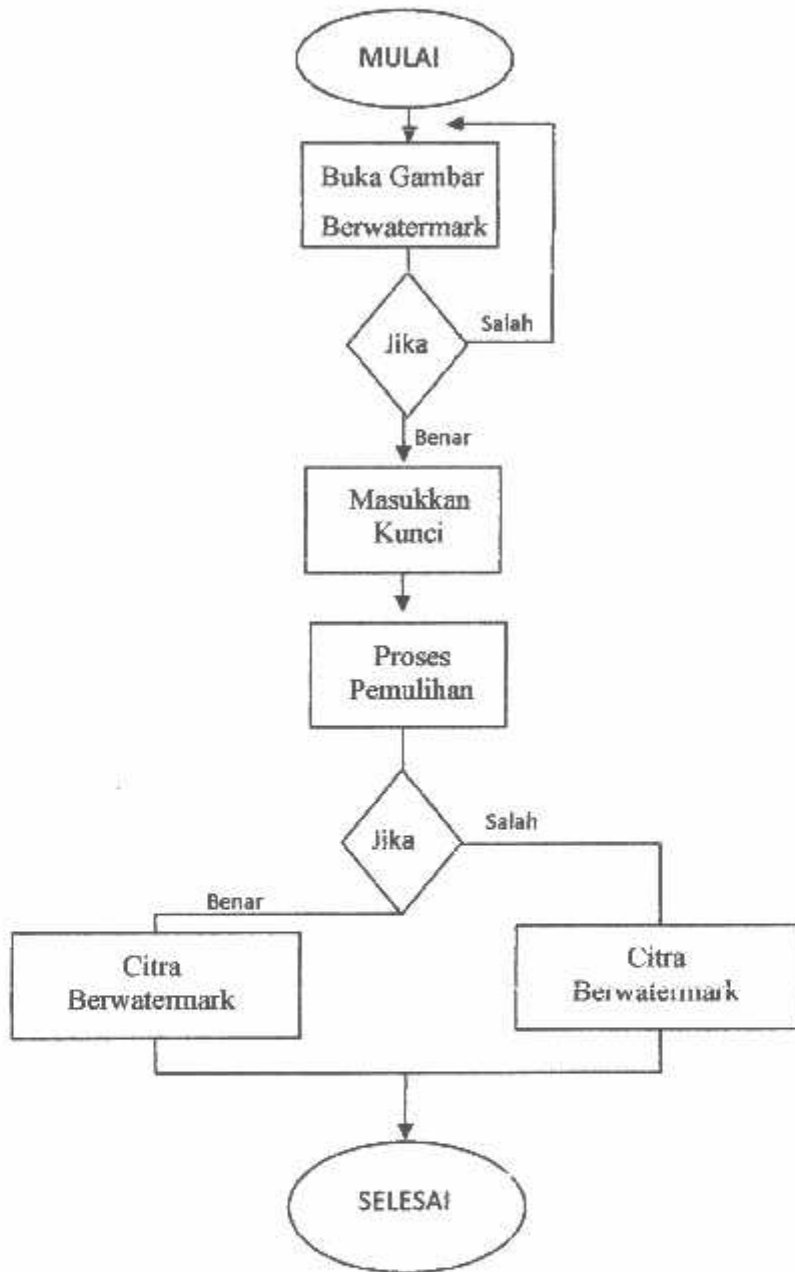 MULAI
Buka Gambar
Berwatermark
Jika
Salah
Benar
Masukkan
Kunci
Proses
Pemulihan
Jika
Salah
Benar
Citra
Berwatermark
Citra
Berwatermark
SELESAI